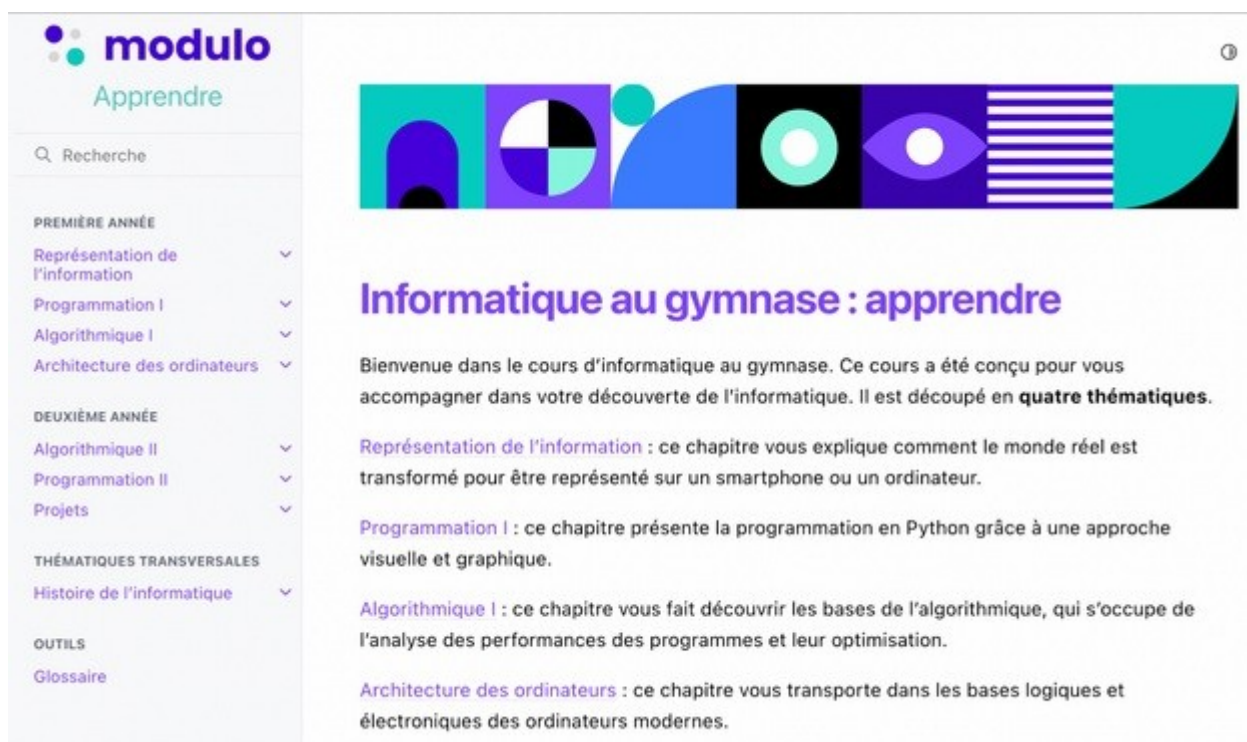 modulo
Apprendre
Recherche
PREMIÈRE ANNÉE
Représentation de
l'information
Programmation I
Algorithmique I
Architecture des ordinateurs
DEUXIÈME ANNÉE
Algorithmique II
Programmation II
Projets
THÉMATIQUES TRANSVERSALES
Histoire de l'informatique
OUTILS
Glossaire
Informatique au gymnase : apprendre
Bienvenue dans le cours d'informatique au gymnase. Ce cours a été conçu pour vous
accompagner dans votre découverte de l'informatique. Il est découpé en quatre thématiques.
Représentation de l'information : ce chapitre vous explique comment le monde réel est
transformé pour être représenté sur un smartphone ou un ordinateur.
Programmation I : ce chapitre présente la programmation en Python grâce à une approche
visuelle et graphique.
Algorithmique I : ce chapitre vous fait découvrir les bases de l'algorithmique, qui s'occupe de
l'analyse des performances des programmes et leur optimisation.
Architecture des ordinateurs : ce chapitre vous transporte dans les bases logiques et
électroniques des ordinateurs modernes.